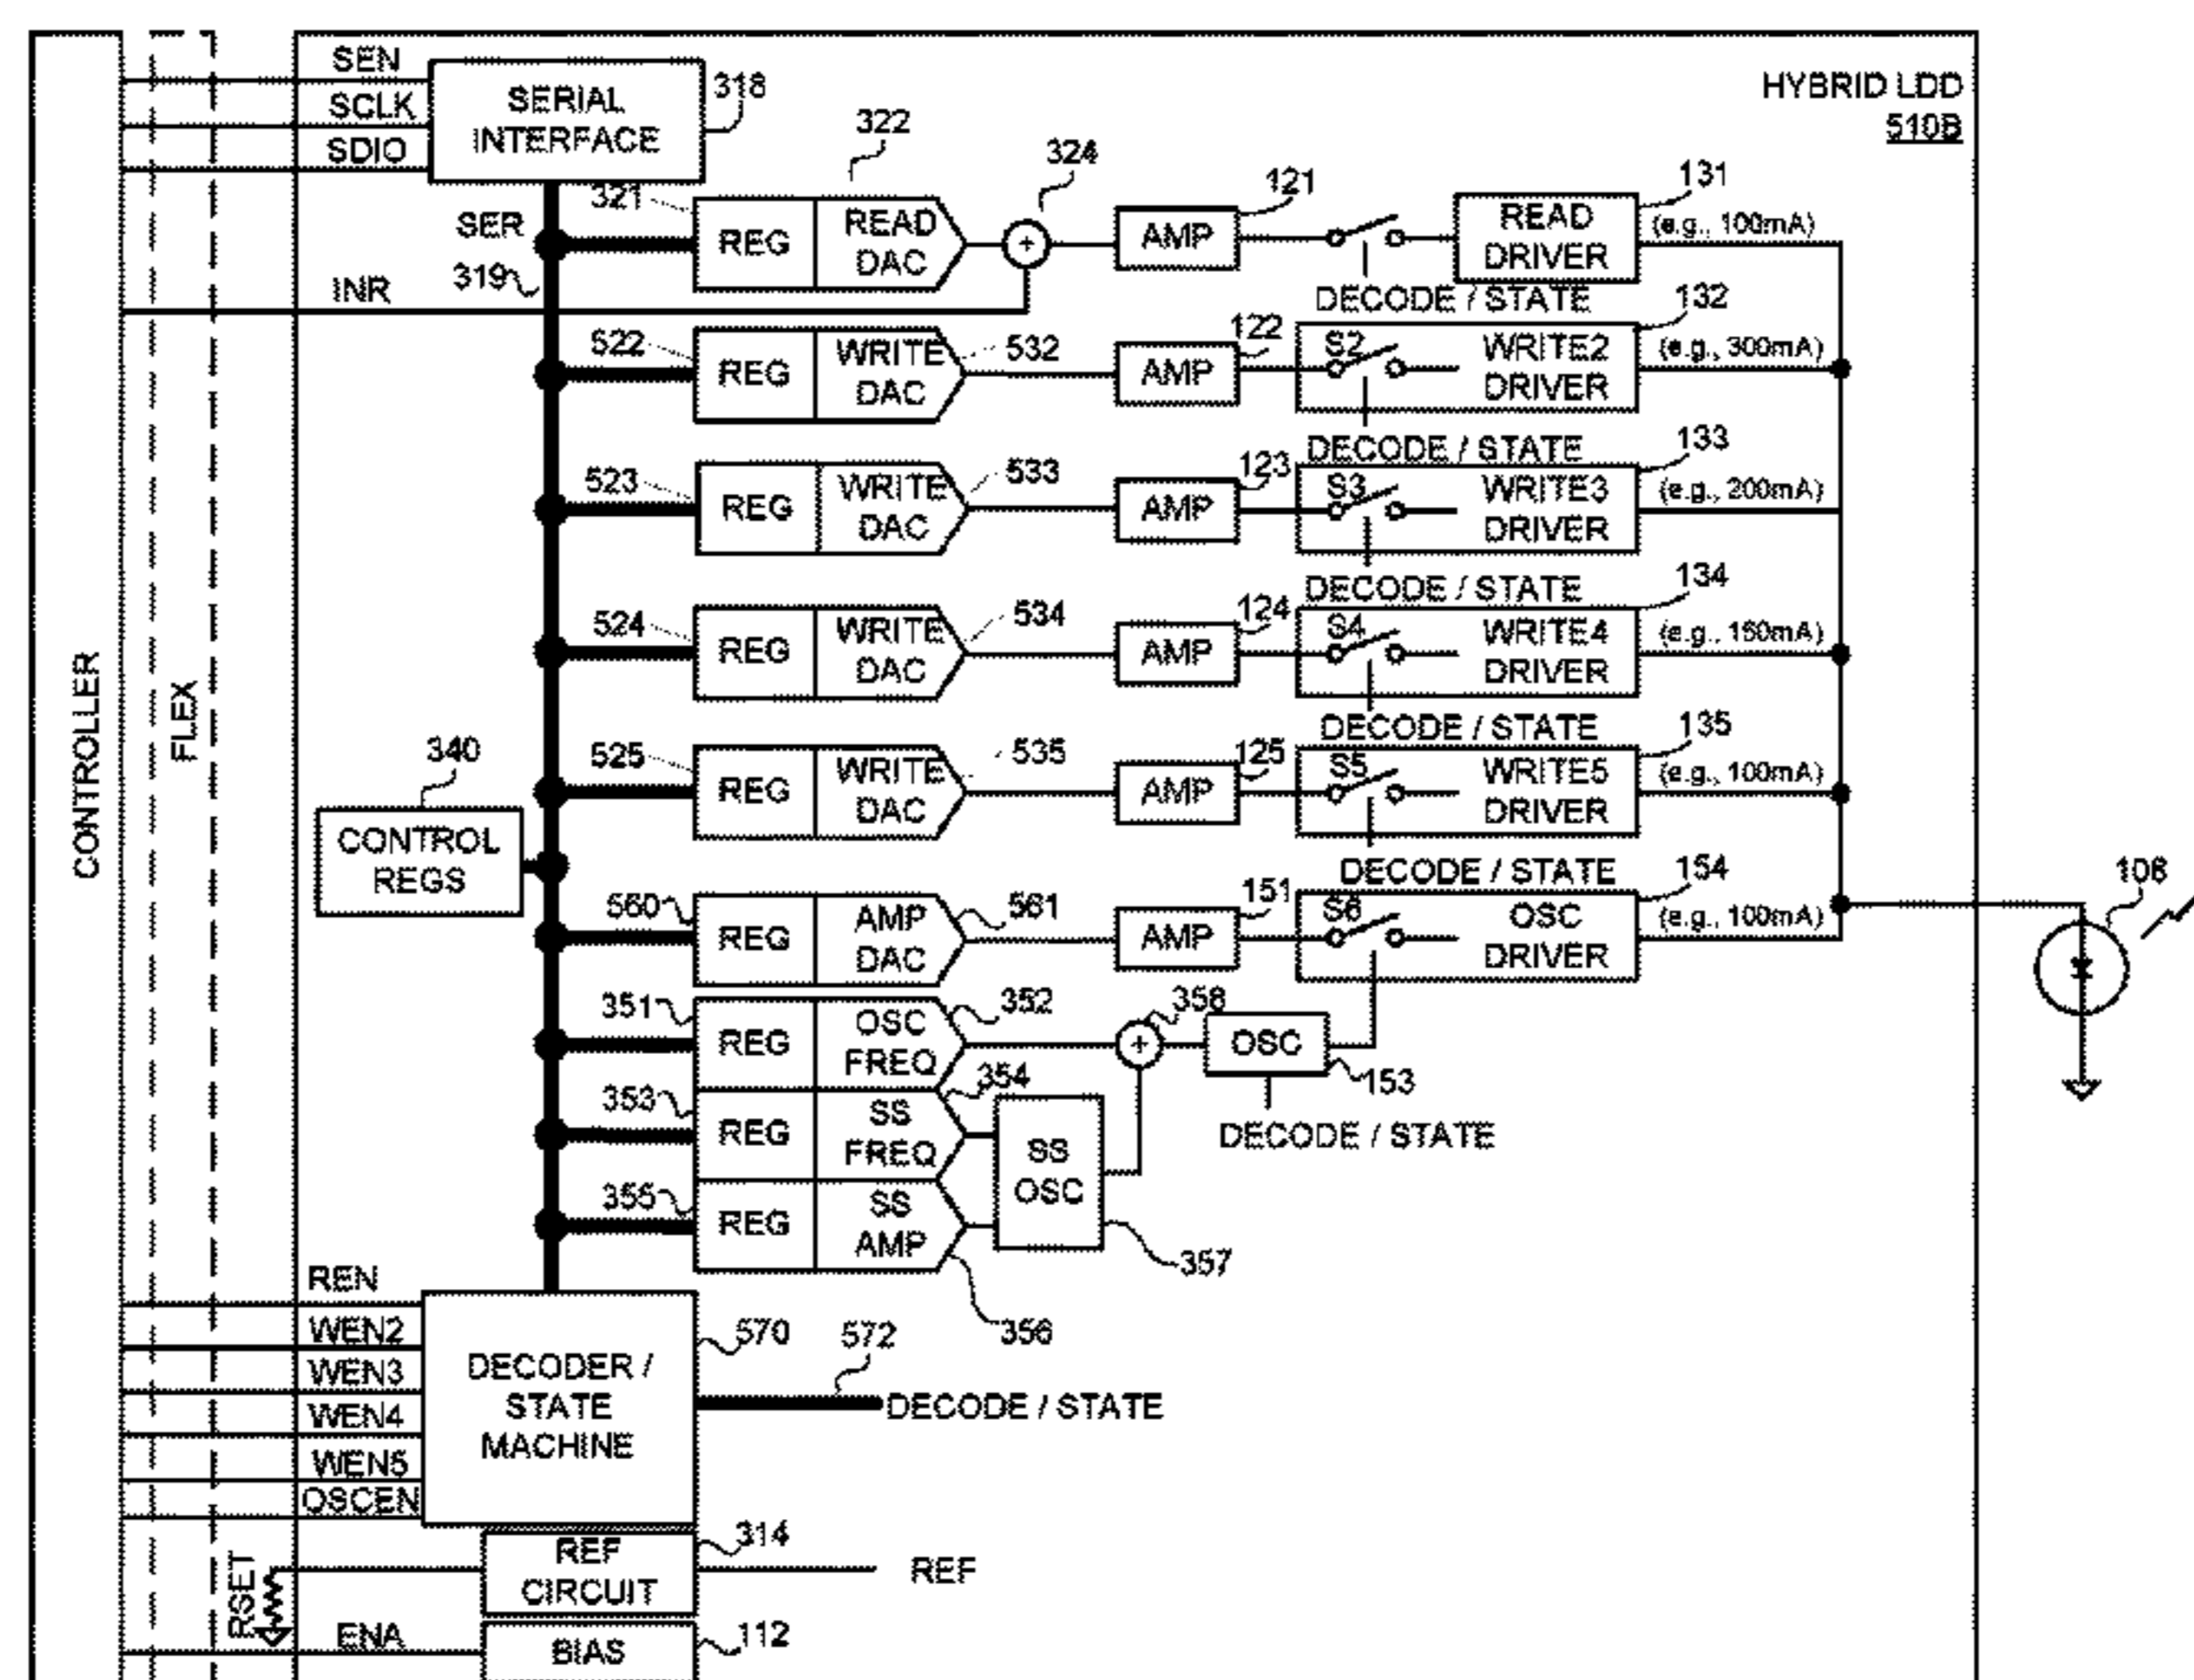 SEN
SCLK
SDIO
SERIAL
INTERFACE
318
HYBRID LDD
510B
SER
319
321
REG
READ
DAC
322
324
+
AMP
121
READ
DRIVER
131
(e.g., 100mA)
DECODE / STATE
INR
522
REG
WRITE
DAC
532
AMP
122
S2
WRITE2
DRIVER
132
(e.g., 300mA)
DECODE / STATE
523
REG
WRITE
DAC
533
AMP
123
S3
WRITE3
DRIVER
133
(e.g., 200mA)
DECODE / STATE
524
REG
WRITE
DAC
534
AMP
124
S4
WRITE4
DRIVER
134
(e.g., 150mA)
DECODE / STATE
525
REG
WRITE
DAC
535
AMP
125
S5
WRITE5
DRIVER
135
(e.g., 100mA)
DECODE / STATE
CONTROLLER
FLEX
340
CONTROL
REGS
560
REG
AMP
DAC
561
AMP
151
S6
OSC
DRIVER
154
(e.g., 100mA)
106
351
REG
OSC
FREQ
352
358
+
OSC
153
DECODE / STATE
353
REG
SS
FREQ
354
SS
OSC
357
355
REG
SS
AMP
356
REN
WEN2
WEN3
WEN4
WEN5
OSCEN
DECODER /
STATE
MACHINE
570
572
DECODE / STATE
RSET
REF
CIRCUIT
314
REF
ENA
BIAS
112